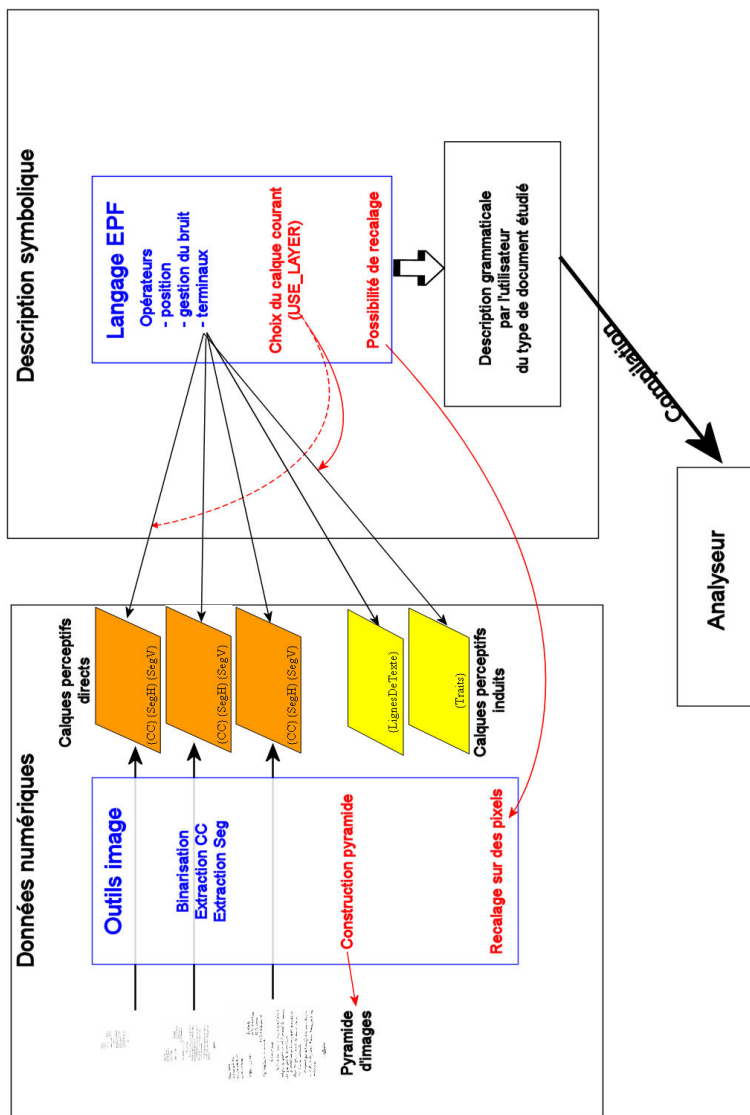 Données numériques
Outils image
Binarisation
Extraction CC
Extraction Seg
Construction pyramide
Recalage sur des pixels
Pyramide
d'images
Calques perceptifs
directs
(CC) (SegH) (SegV)
(CC) (SegH) (SegV)
(CC) (SegH) (SegV)
(LignesDeTexte)
(Traits)
Calques perceptifs
induits
Description symbolique
Langage EPF
Opérateurs
- position
- gestion du bruit
- terminaux
Choix du calque courant
(USE_LAYER)
Possibilité de recalage
Description grammaticale
par l'utilisateur
du type de document étudié
Compilation
Analyseur